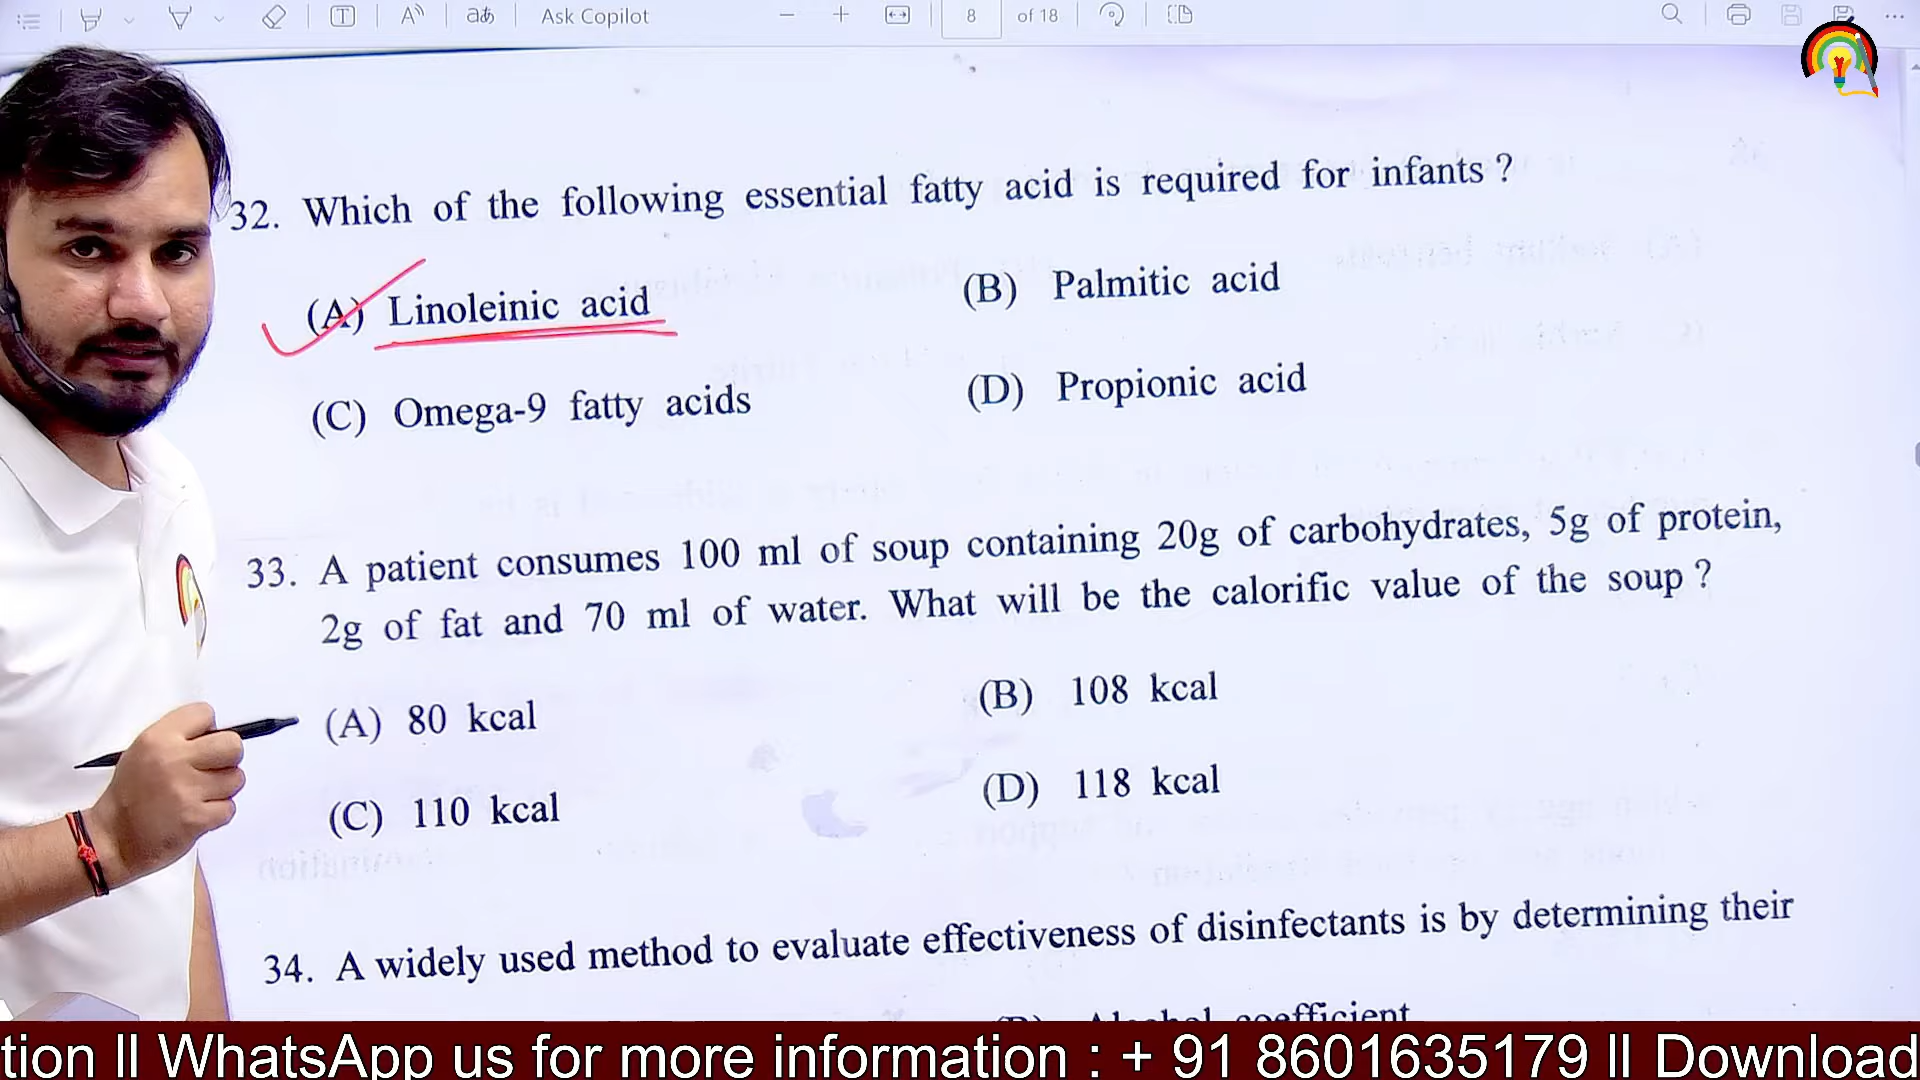 Ask Copilot
8 of 18
32. Which of the following essential fatty acid is required for infants ?
(A) Linoleinic acid
(B) Palmitic acid
(C) Omega-9 fatty acids
(D) Propionic acid
33. A patient consumes 100 ml of soup containing 20g of carbohydrates, 5g of protein,
2g of fat and 70 ml of water. What will be the calorific value of the soup ?
(A) 80 kcal
(B) 108 kcal
(C) 110 kcal
(D) 118 kcal
34. A widely used method to evaluate effectiveness of disinfectants is by determining their
coefficient
tion ll WhatsApp us for more information : + 91 8601635179 ll Download